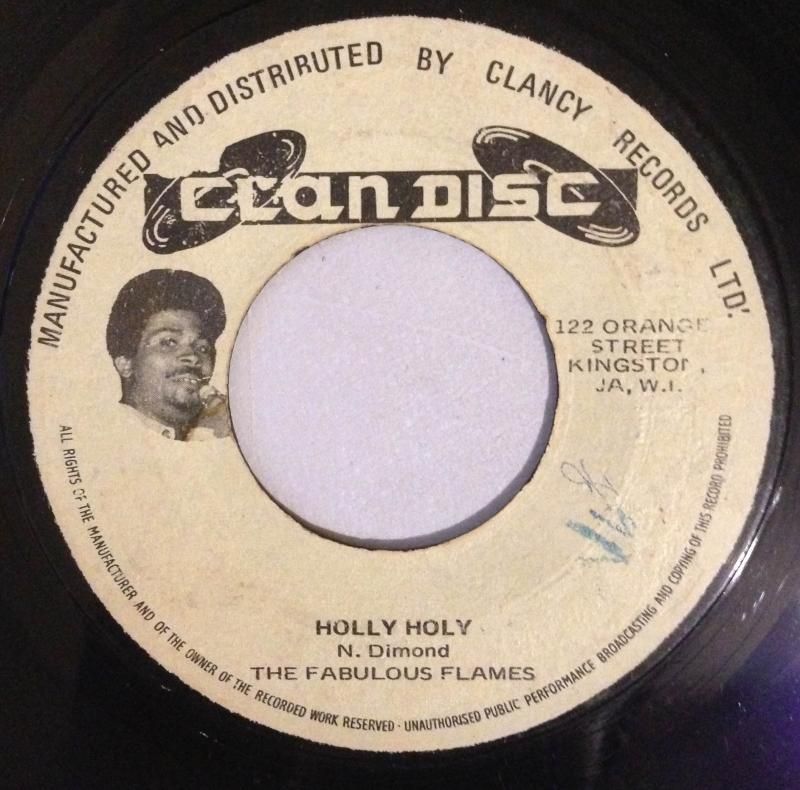 MANUFACTURED AND DISTRIBUTED BY CLANCY RECORDS LTD.
CLAN DISC
122 ORANGE
STREET
KINGSTON,
JA, W.I.
HOLLY HOLY
N. Dimond
THE FABULOUS FLAMES
ALL RIGHTS OF THE MANUFACTURER AND OF THE OWNER OF THE RECORDED WORK RESERVED · UNAUTHORISED PUBLIC PERFORMANCE BROADCASTING AND COPYING OF THIS RECORD PROHIBITED